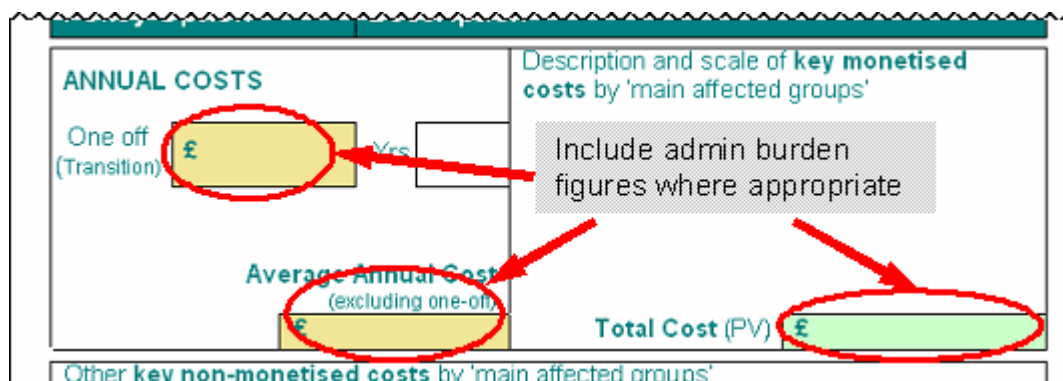 ANNUAL COSTS
One off
(Transition)
£
Yrs
Description and scale of key monetised
costs by 'main affected groups'
Include admin burden
figures where appropriate
Average Annual Cost
(excluding one-off)
£
Total Cost (PV) £
Other key non-monetised costs by 'main affected groups'